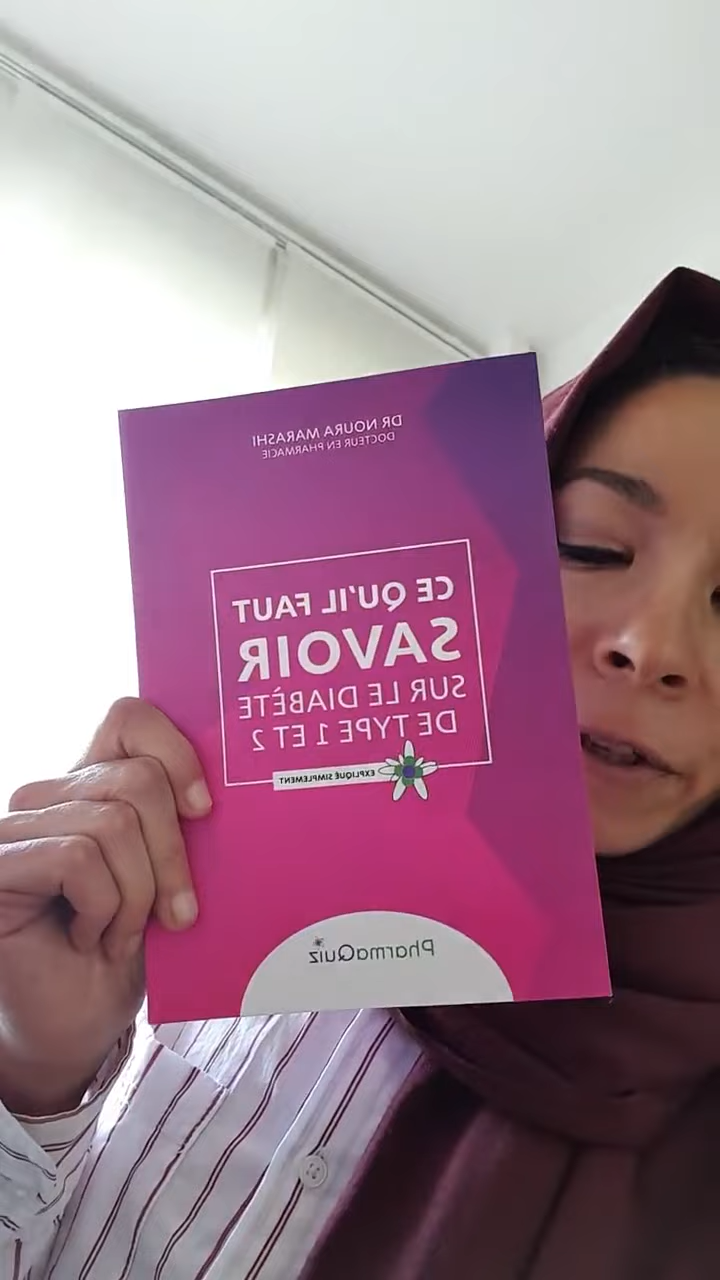 DR NOURA MARASHI
DOCTEUR EN PHARMACIE
CE QU'IL FAUT
SAVOIR
SUR LE DIABÈTE
DE TYPE 1 ET 2
EXPLIQUÉ SIMPLEMENT
PharmaQuiz